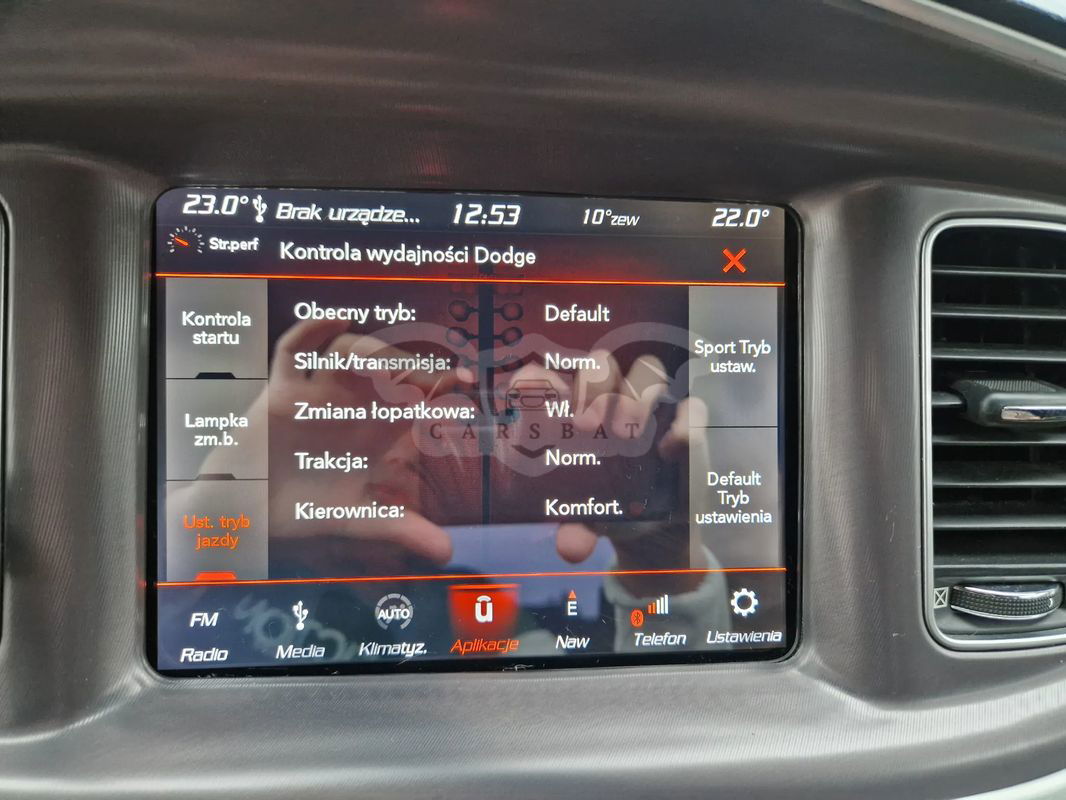 23.0° Brak urządze... 12:53 10°zew 22.0°
Str.perf Kontrola wydajności Dodge
Kontrola
startu
Lampka
zm.b.
Ust. tryb
jazdy
Obecny tryb: Default
Silnik/transmisja: Norm.
Zmiana łopatkowa: Wł.
CARSBAT
Trakcja: Norm.
Kierownica: Komfort.
Sport Tryb
ustaw.
Default
Tryb
ustawienia
FM
Radio
Media
AUTO
Klimatyz.
Aplikacje
E
Naw
Telefon
Ustawienia